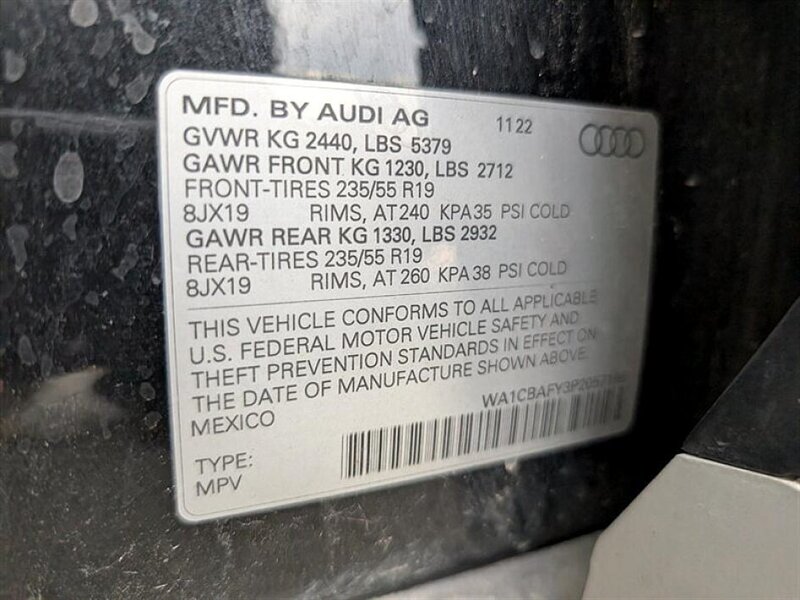 MFD. BY AUDI AG 11 22
GVWR KG 2440, LBS 5379
GAWR FRONT KG 1230, LBS 2712
FRONT-TIRES 235/55 R19
8JX19 RIMS, AT 240 KPA 35 PSI COLD
GAWR REAR KG 1330, LBS 2932
REAR-TIRES 235/55 R19
8JX19 RIMS, AT 260 KPA 38 PSI COLD
THIS VEHICLE CONFORMS TO ALL APPLICABLE
U.S. FEDERAL MOTOR VEHICLE SAFETY AND
THEFT PREVENTION STANDARDS IN EFFECT ON
THE DATE OF MANUFACTURE SHOWN ABOVE.
MEXICO
TYPE:
MPV